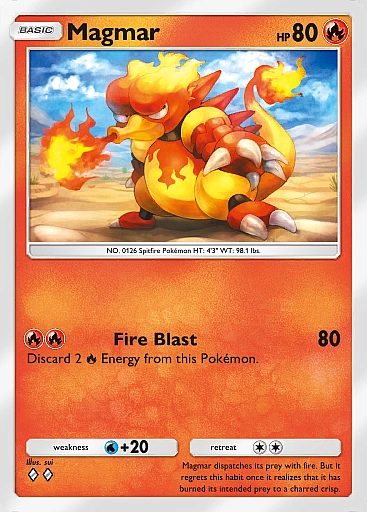 BASIC Magmar HP 80
NO. 0126 Spitfire Pokémon HT: 4'3" WT: 98.1 lbs.
Fire Blast 80
Discard 2 Energy from this Pokémon.
weakness +20 retreat
Illus. sui
Magmar dispatches its prey with fire. But it
regrets this habit once it realizes that it has
burned its intended prey to a charred crisp.